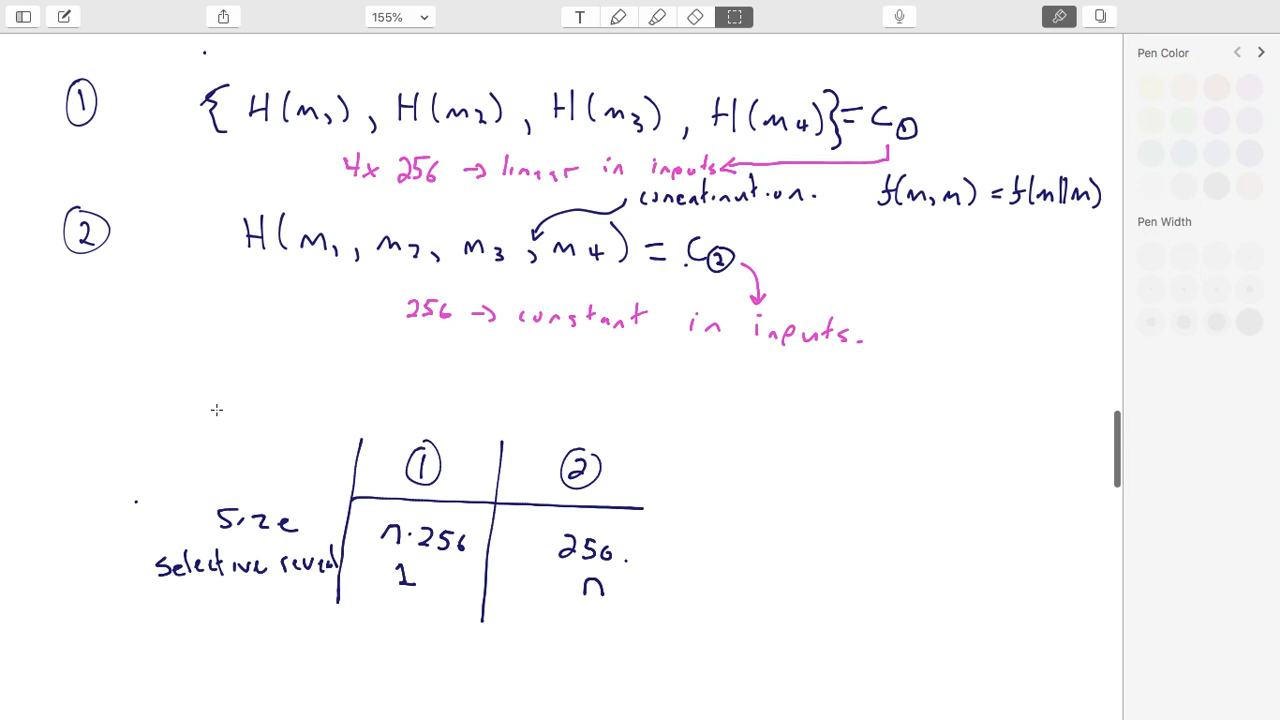 155%
T
Pen Color
① { H(m₁), H(m₂), H(m₃), H(m₄)} = C①
4x 256 → linear in inputs
concatination. f(m,m) = f(m||m)
② H(m₁, m₂, m₃, m₄) = C②
Pen Width
256 → constant in inputs.
① ②
Size n·256 256.
selective reveal 1 n